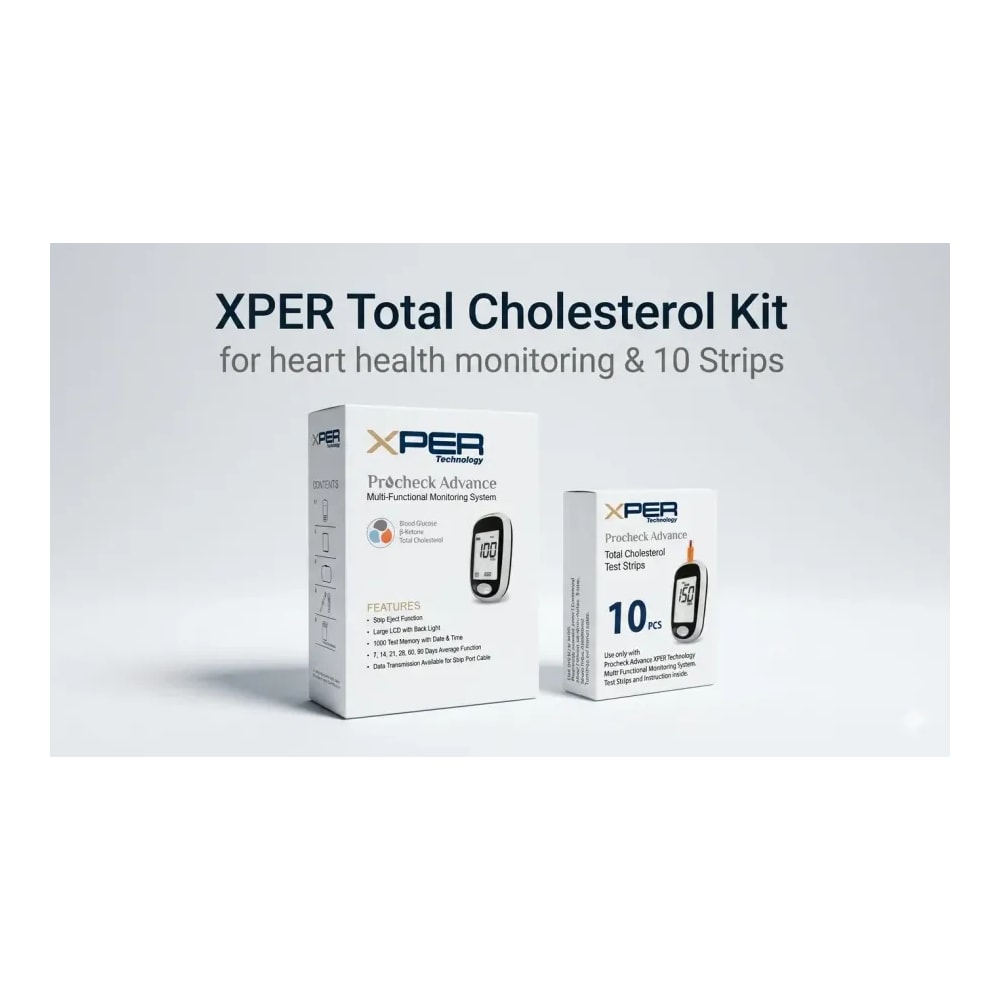 XPER Total Cholesterol Kit
for heart health monitoring & 10 Strips
XPER
CONTENTS
XPER
Technology
Procheck Advance
Multi-Functional Monitoring System
Blood Glucose
β-Ketone
Total Cholesterol
100
FEATURES
• Strip Eject Function
• Large LCD with Back Light
• 1000 Test Memory with Date & Time
• 7, 14, 21, 28, 60, 90 Days Average Function
• Data Transmission Available for Strip Port Cable
XPER
Technology
Procheck Advance
Total Cholesterol
Test Strips
150
10 PCS
Use only with
Procheck Advance XPER Technology
Multi Functional Monitoring System.
Test Strips and Instruction inside.